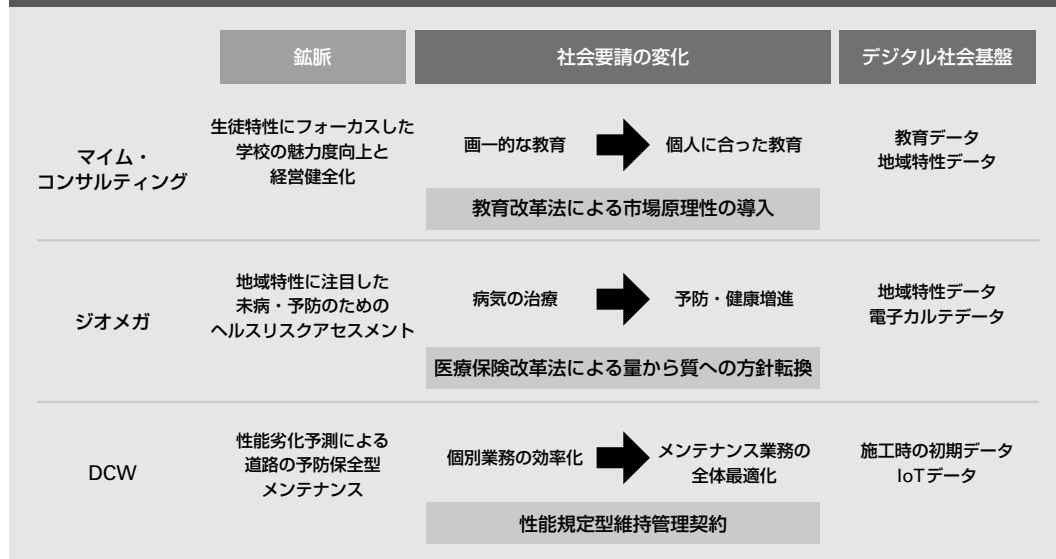 鉱脈
社会要請の変化
デジタル社会基盤
マイム・
コンサルティング
生徒特性にフォーカスした
学校の魅力度向上と
経営健全化
画一的な教育
個人に合った教育
教育改革法による市場原理性の導入
教育データ
地域特性データ
ジオメガ
地域特性に注目した
未病・予防のための
ヘルスリスクアセスメント
病気の治療
予防・健康増進
医療保険改革法による量から質への方針転換
地域特性データ
電子カルテデータ
DCW
性能劣化予測による
道路の予防保全型
メンテナンス
個別業務の効率化
メンテナンス業務の
全体最適化
性能規定型維持管理契約
施工時の初期データ
IoTデータ